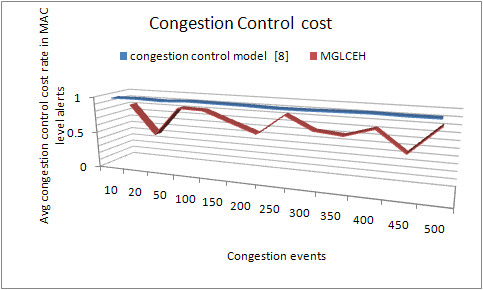 Congestion Control cost
congestion control model [8]
MGLCEH
Avg congestion control cost rate in MAC
level alerts
1
0.5
0
10 20 50 100 150 200 250 300 350 400 450 500
Congestion events